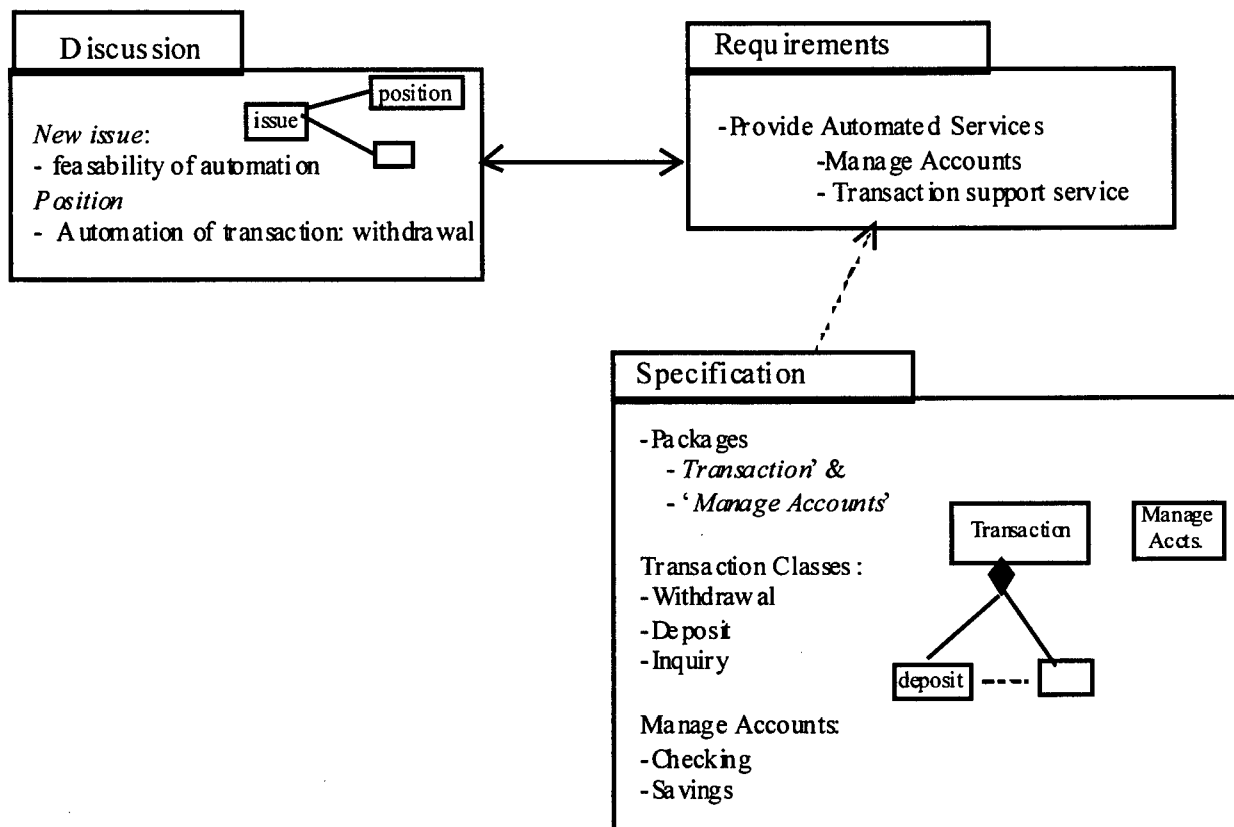 Discussion
position
issue
New issue:
- feasability of automation
Position
- Automation of transaction: withdrawal
Requirements
-Provide Automated Services
-Manage Accounts
- Transaction support service
Specification
-Packages
- Transaction’ &
- ‘Manage Accounts’
Transaction
Manage
Accts.
Transaction Classes:
-Withdrawal
-Deposit
-Inquiry
deposit
Manage Accounts:
-Checking
-Savings